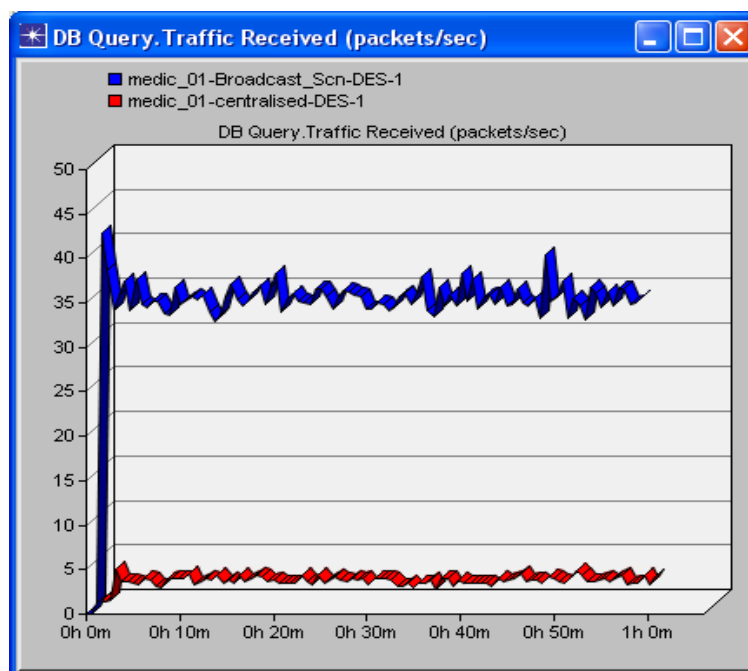 DB Query.Traffic Received (packets/sec)
medic_01-Broadcast_Scn-DES-1
medic_01-centralised-DES-1
DB Query.Traffic Received (packets/sec)
50
45
40
35
30
25
20
15
10
5
0
0h 0m 0h 10m 0h 20m 0h 30m 0h 40m 0h 50m 1h 0m